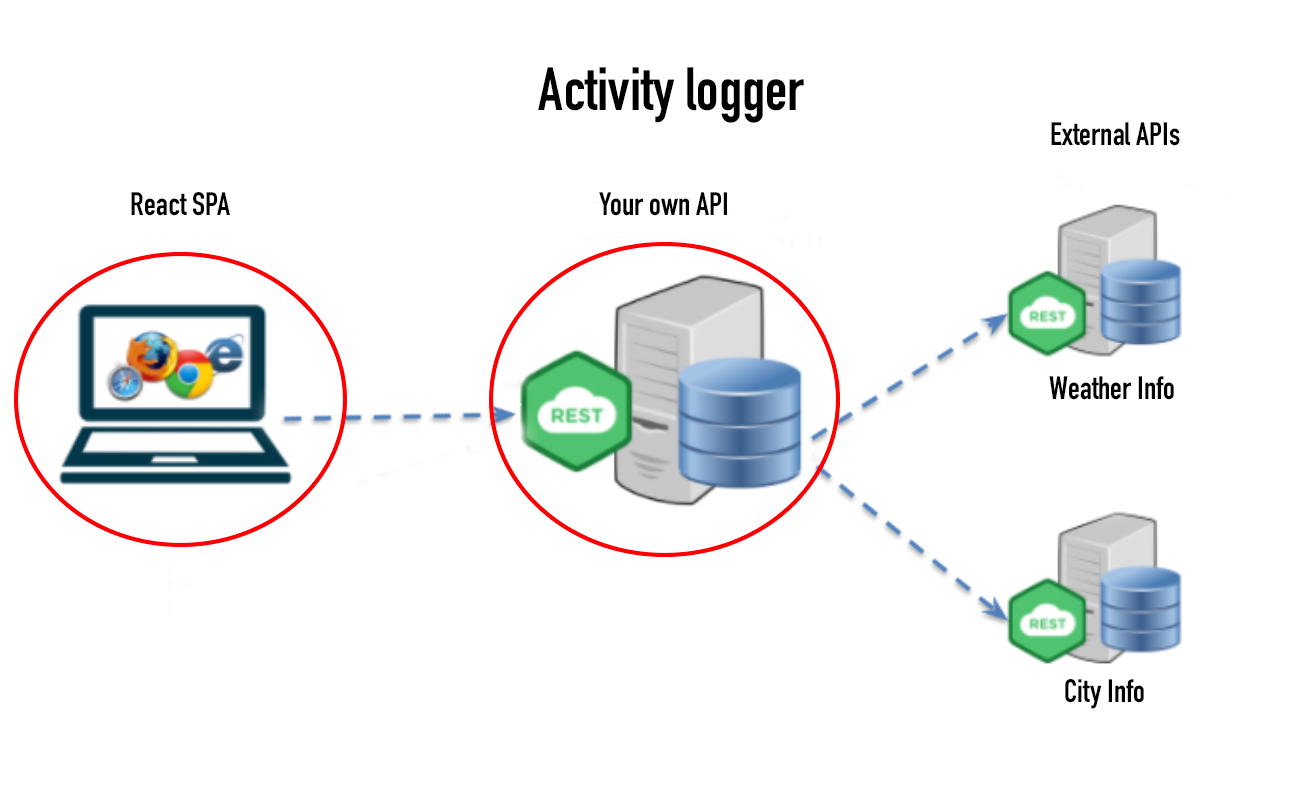 Activity logger
External APIs
React SPA
Your own API
REST
REST
Weather Info
REST
City Info